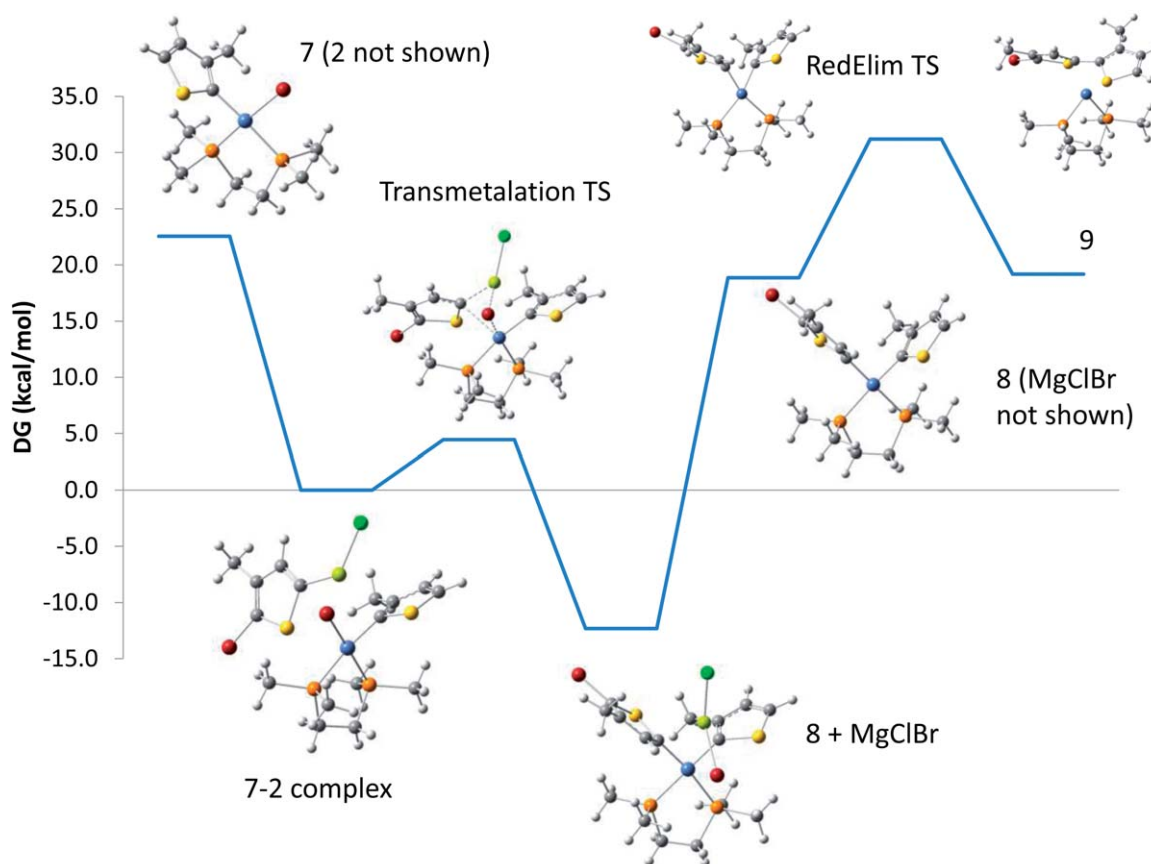 7 (2 not shown)
RedElim TS
35.0
30.0
25.0
20.0
15.0
10.0
5.0
0.0
-5.0
-10.0
-15.0
DG (kcal/mol)
Transmetalation TS
9
8 (MgClBr
not shown)
7-2 complex
8 + MgClBr